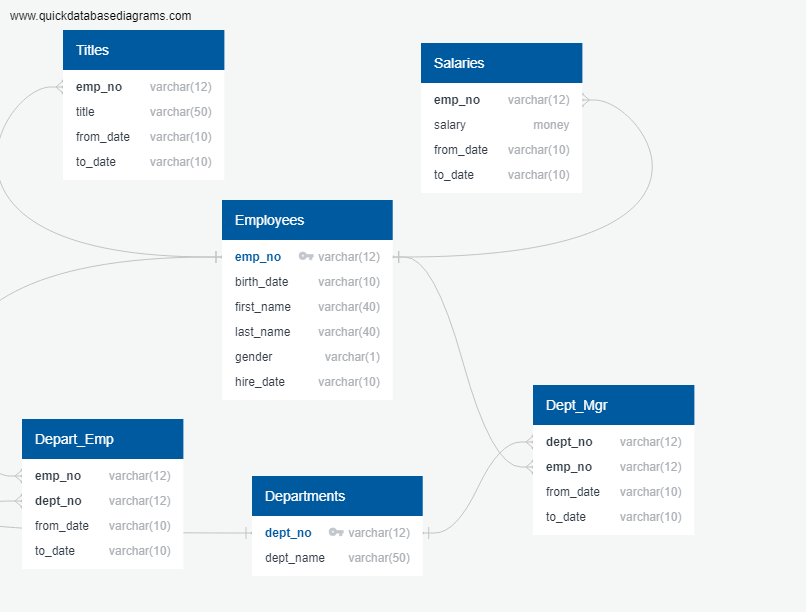 www.quickdatabasediagrams.com
Titles
emp_no varchar(12)
title varchar(50)
from_date varchar(10)
to_date varchar(10)
Salaries
emp_no varchar(12)
salary money
from_date varchar(10)
to_date varchar(10)
Employees
emp_no varchar(12)
birth_date varchar(10)
first_name varchar(40)
last_name varchar(40)
gender varchar(1)
hire_date varchar(10)
Dept_Mgr
dept_no varchar(12)
emp_no varchar(12)
from_date varchar(10)
to_date varchar(10)
Depart_Emp
emp_no varchar(12)
dept_no varchar(12)
from_date varchar(10)
to_date varchar(10)
Departments
dept_no varchar(12)
dept_name varchar(50)